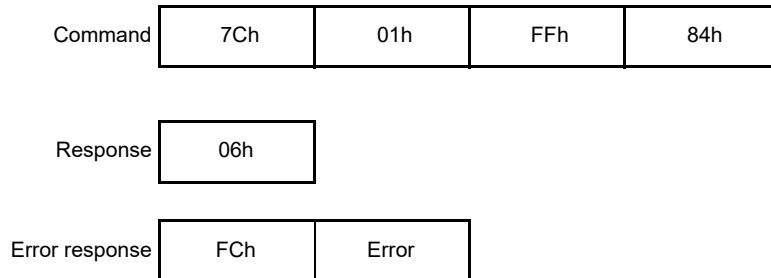 Command 7Ch 01h FFh 84h
Response 06h
Error response FCh Error